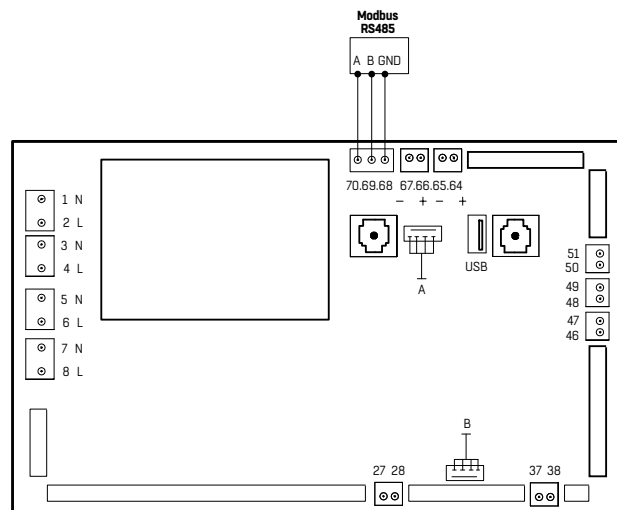 Modbus
RS485
A B GND
70.69.68 67.66.65.64
− + − +
1 N
2 L
3 N
4 L
5 N
6 L
7 N
8 L
USB
A
51
50
49
48
47
46
B
27 28
37 38